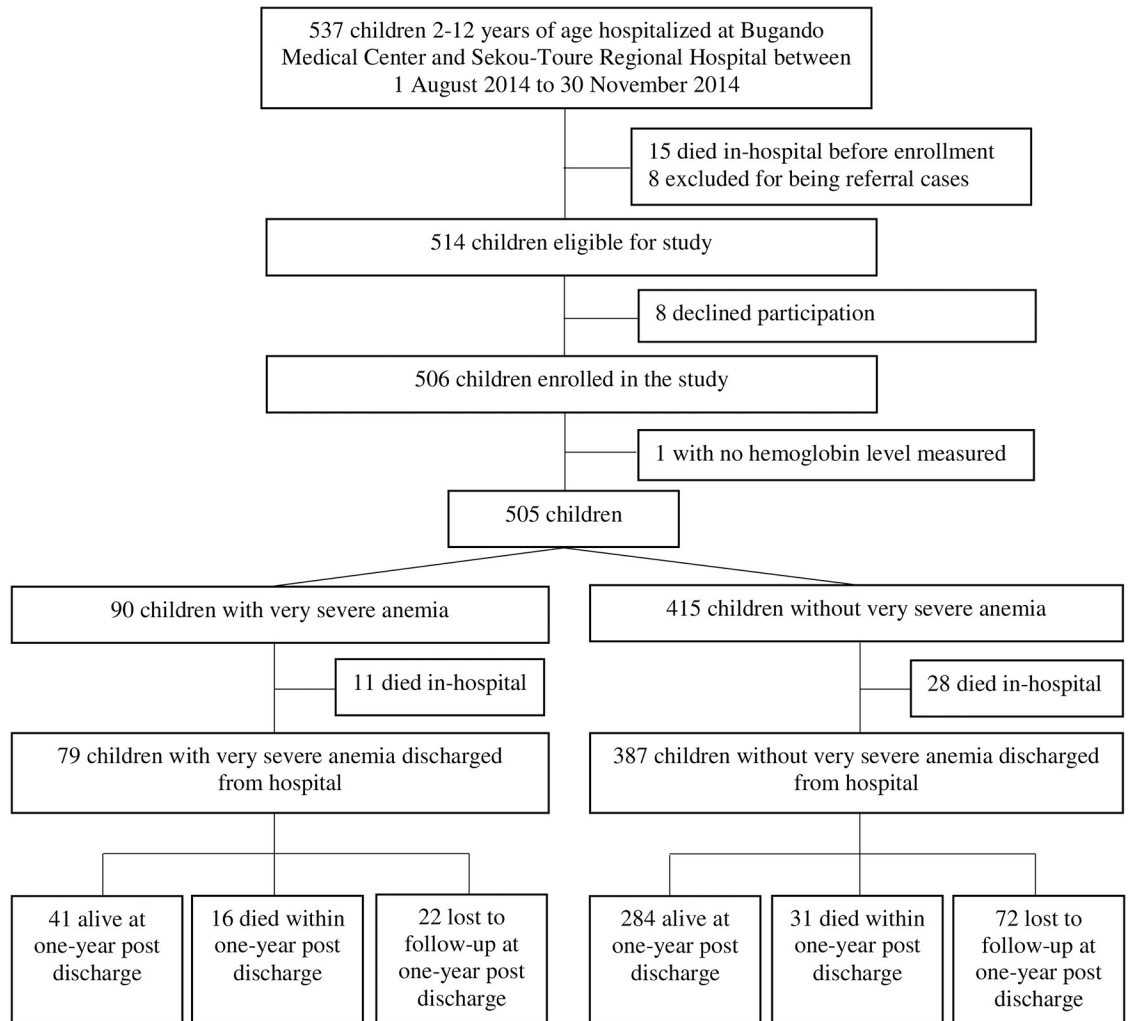 537 children 2-12 years of age hospitalized at Bugando
Medical Center and Sekou-Toure Regional Hospital between
1 August 2014 to 30 November 2014
15 died in-hospital before enrollment
8 excluded for being referral cases
514 children eligible for study
8 declined participation
506 children enrolled in the study
1 with no hemoglobin level measured
505 children
90 children with very severe anemia
415 children without very severe anemia
11 died in-hospital
28 died in-hospital
79 children with very severe anemia discharged
from hospital
387 children without very severe anemia discharged
from hospital
41 alive at
one-year post
discharge
16 died within
one-year post
discharge
22 lost to
follow-up at
one-year post
discharge
284 alive at
one-year post
discharge
31 died within
one-year post
discharge
72 lost to
follow-up at
one-year post
discharge